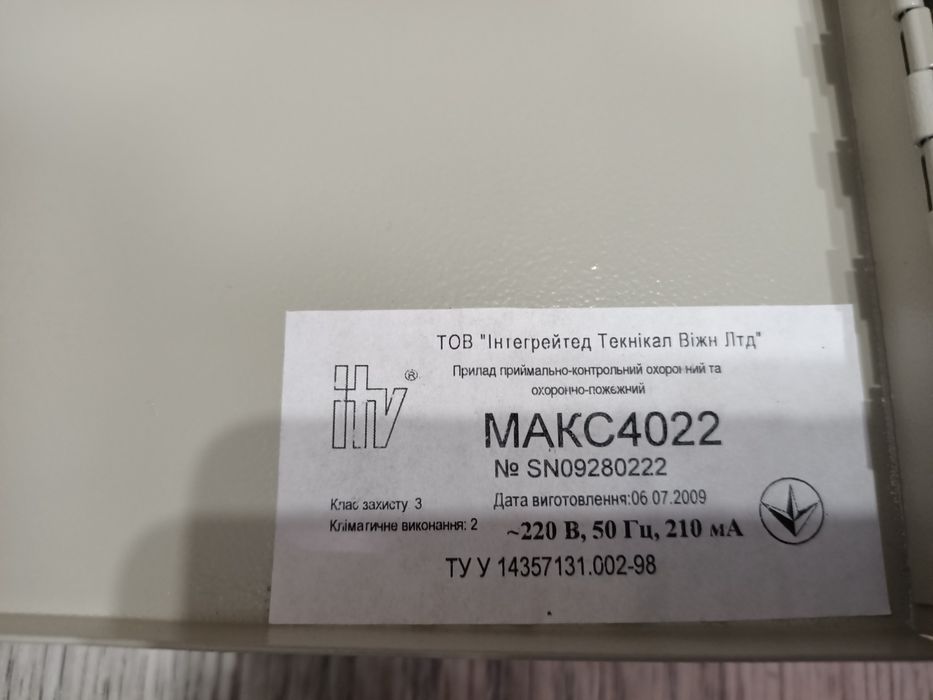 ТОВ "Інтегрейтед Текнікал Віжн Лтд"
itv ®
Прилад приймально-контрольний охоронний та
охоронно-пожежний
МАКС4022
№ SN09280222
Клас захисту 3
Дата виготовлення:06 07.2009
Кліматичне виконання: 2
~220 В, 50 Гц, 210 мА
ТУ У 14357131.002-98